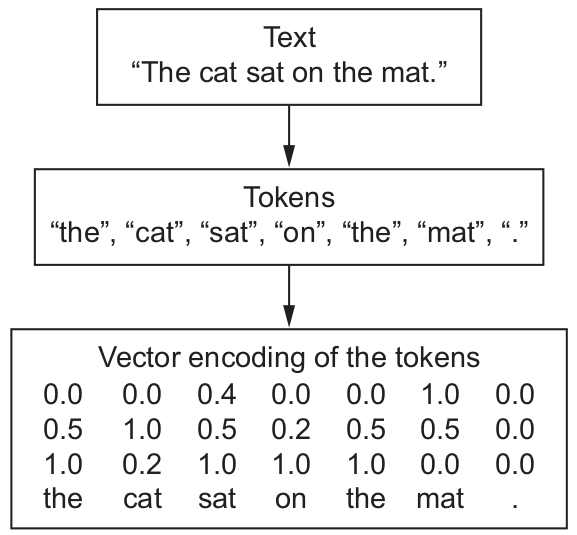 Text
“The cat sat on the mat.”
Tokens
“the”, “cat”, “sat”, “on”, “the”, “mat”, “.”
Vector encoding of the tokens
0.0 0.0 0.4 0.0 0.0 1.0 0.0
0.5 1.0 0.5 0.2 0.5 0.5 0.0
1.0 0.2 1.0 1.0 1.0 0.0 0.0
the cat sat on the mat .